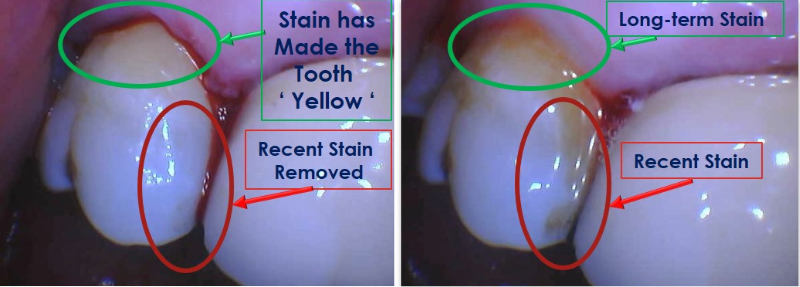 Stain has
Made the
Tooth
‘ Yellow ‘
Recent Stain
Removed
Long-term Stain
Recent Stain